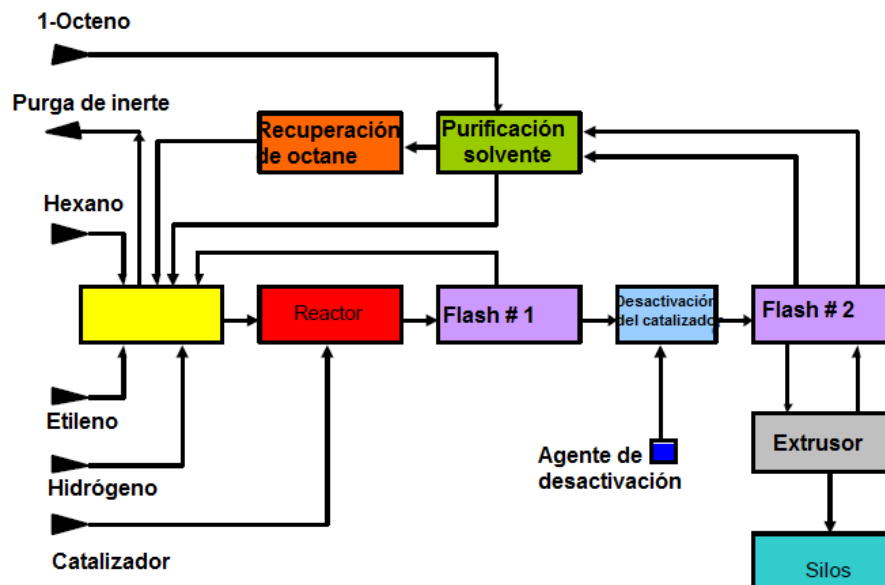 1-Octeno
Purga de inerte
Recuperación
de octane
Purificación
solvente
Hexano
Reactor
Flash # 1
Desactivación
del catalizado
Flash # 2
Etileno
Hidrógeno
Catalizador
Agente de
desactivación
Extrusor
Silos